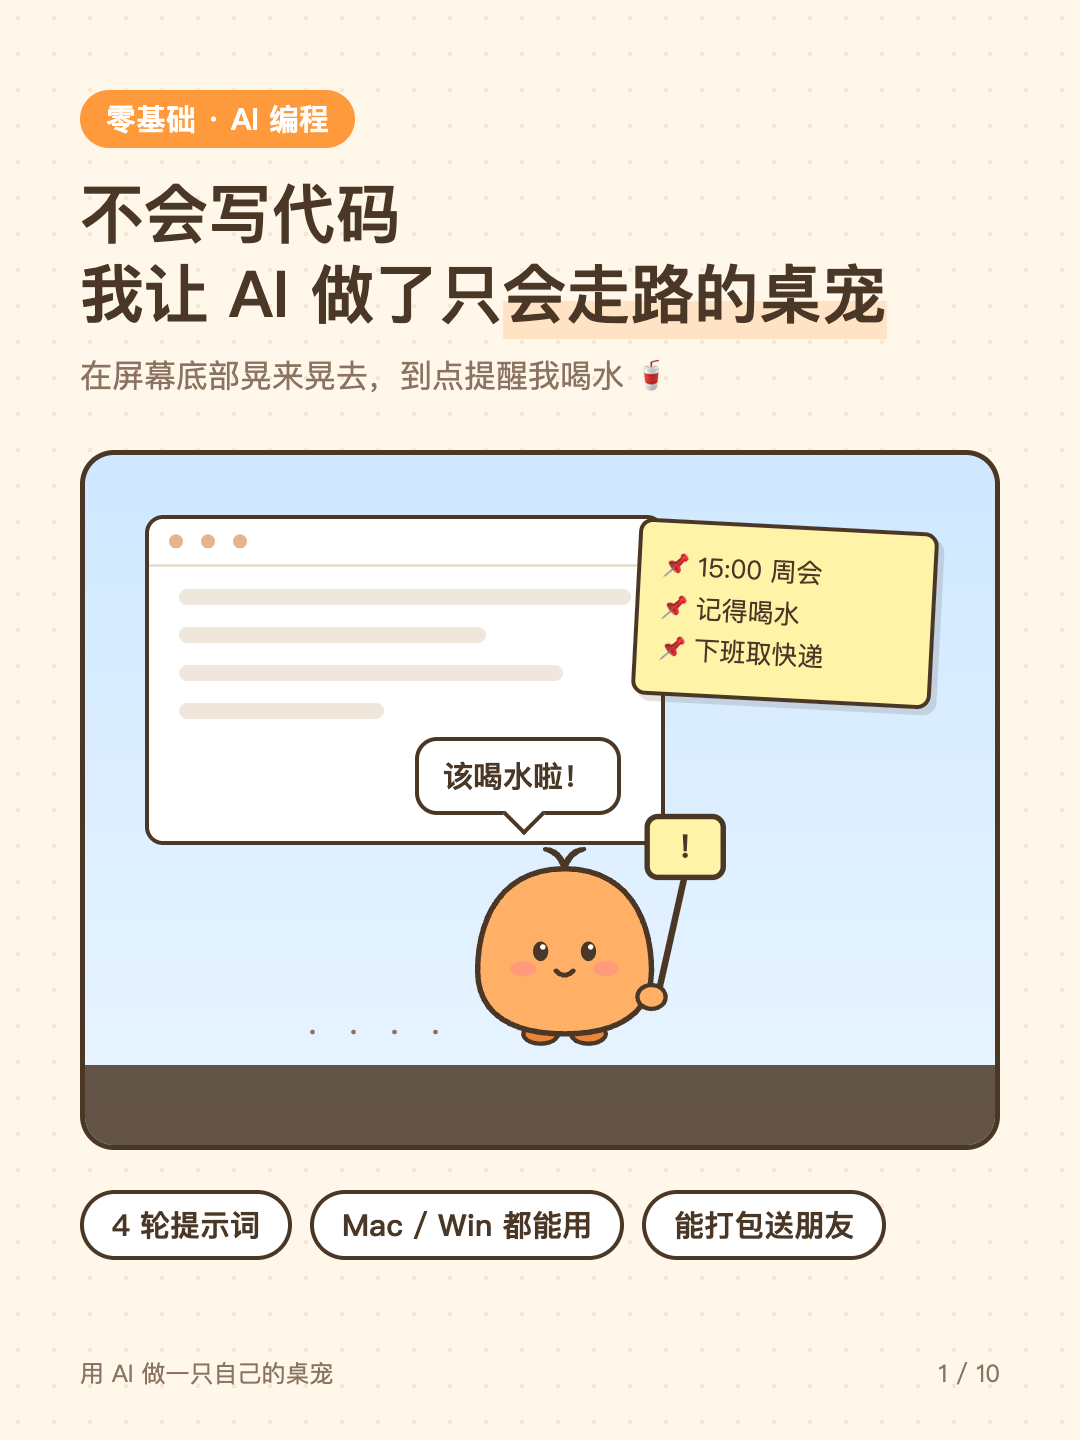 零基础 · AI 编程
不会写代码
我让 AI 做了只会走路的桌宠
在屏幕底部晃来晃去，到点提醒我喝水 🥤
📌 15:00 周会
📌 记得喝水
📌 下班取快递
该喝水啦！
!
4 轮提示词
Mac / Win 都能用
能打包送朋友
用 AI 做一只自己的桌宠
1 / 10